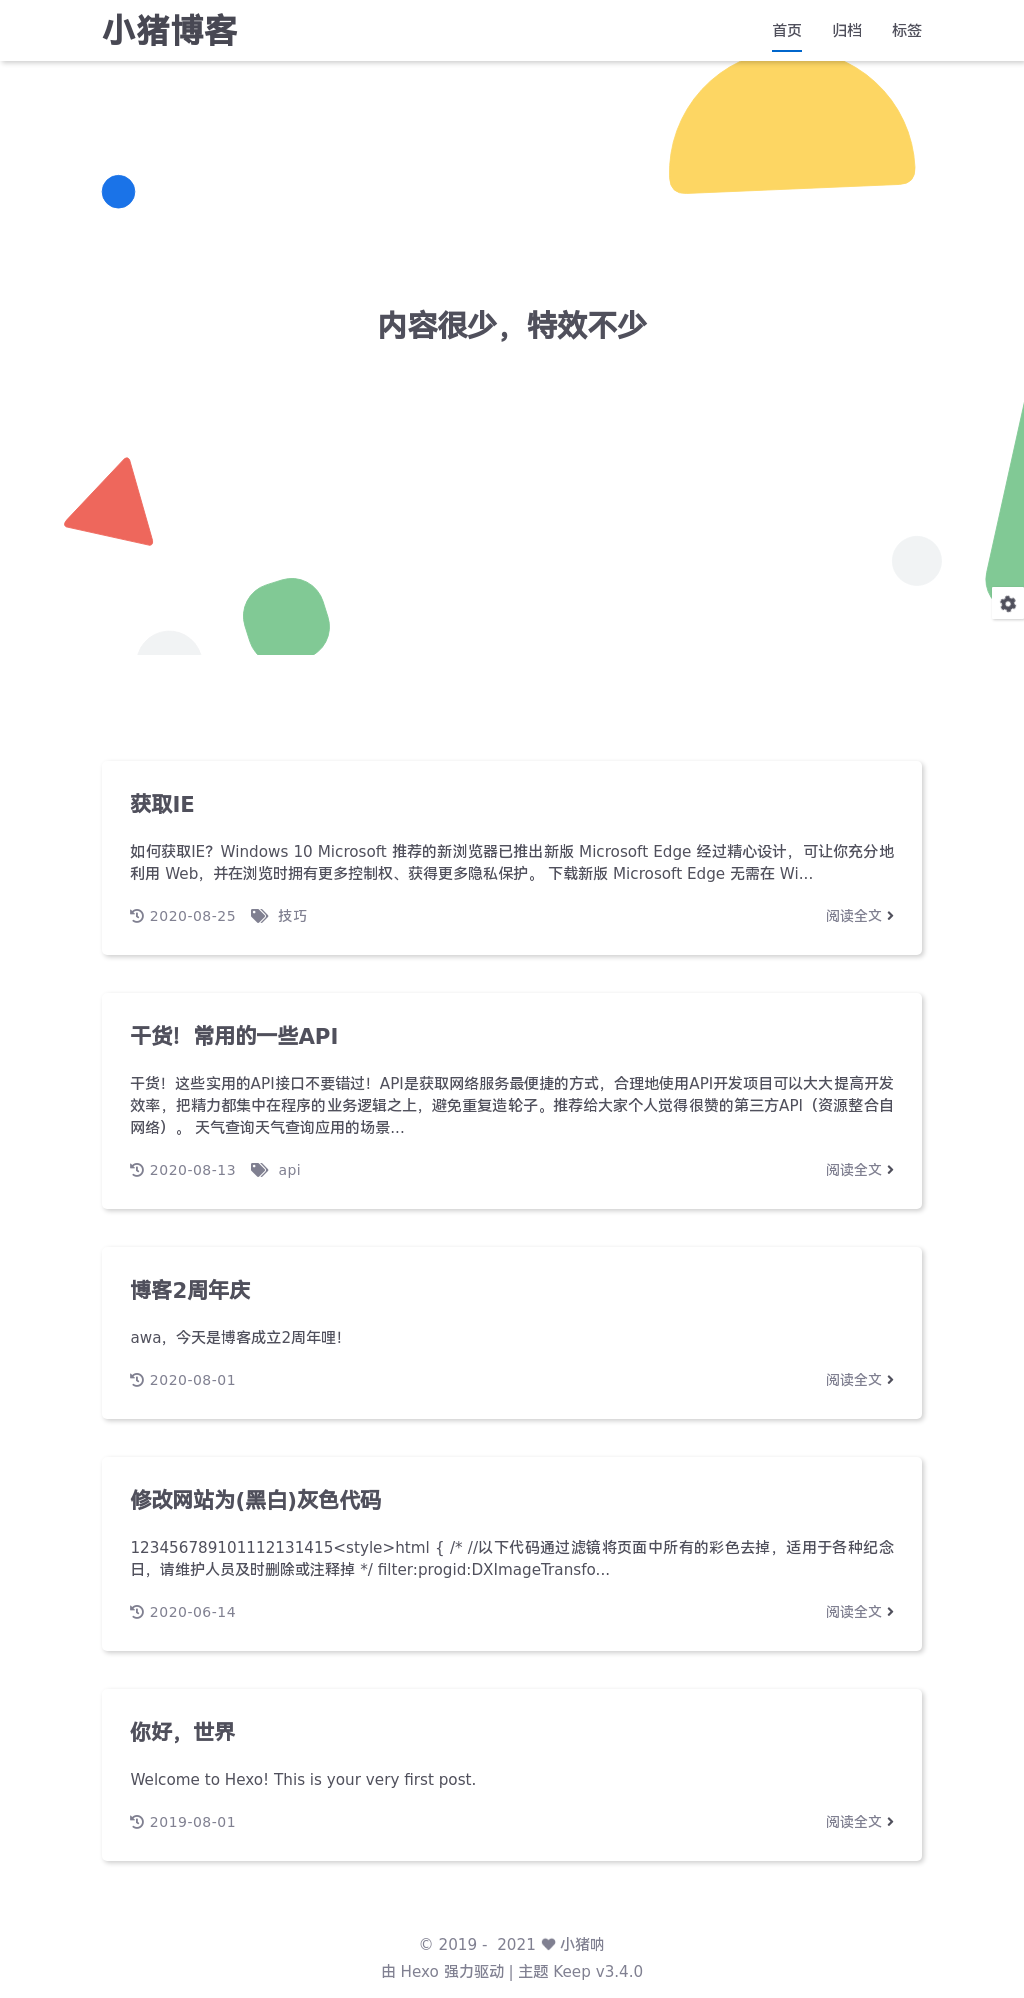 小猪博客
首页 归档 标签
内容很少，特效不少
获取IE
如何获取IE？Windows 10 Microsoft 推荐的新浏览器已推出新版 Microsoft Edge 经过精心设计，可让你充分地
利用 Web，并在浏览时拥有更多控制权、获得更多隐私保护。 下载新版 Microsoft Edge 无需在 Wi...
2020-08-25 技巧 阅读全文
干货！常用的一些API
干货！这些实用的API接口不要错过！API是获取网络服务最便捷的方式，合理地使用API开发项目可以大大提高开发
效率，把精力都集中在程序的业务逻辑之上，避免重复造轮子。推荐给大家个人觉得很赞的第三方API（资源整合自
网络）。 天气查询天气查询应用的场景...
2020-08-13 api 阅读全文
博客2周年庆
awa，今天是博客成立2周年哩！
2020-08-01 阅读全文
修改网站为(黑白)灰色代码
123456789101112131415<style>html { /* //以下代码通过滤镜将页面中所有的彩色去掉，适用于各种纪念
日，请维护人员及时删除或注释掉 */ filter:progid:DXImageTransfo...
2020-06-14 阅读全文
你好，世界
Welcome to Hexo! This is your very first post.
2019-08-01 阅读全文
© 2019 - 2021 ❤ 小猪呐
由 Hexo 强力驱动 | 主题 Keep v3.4.0